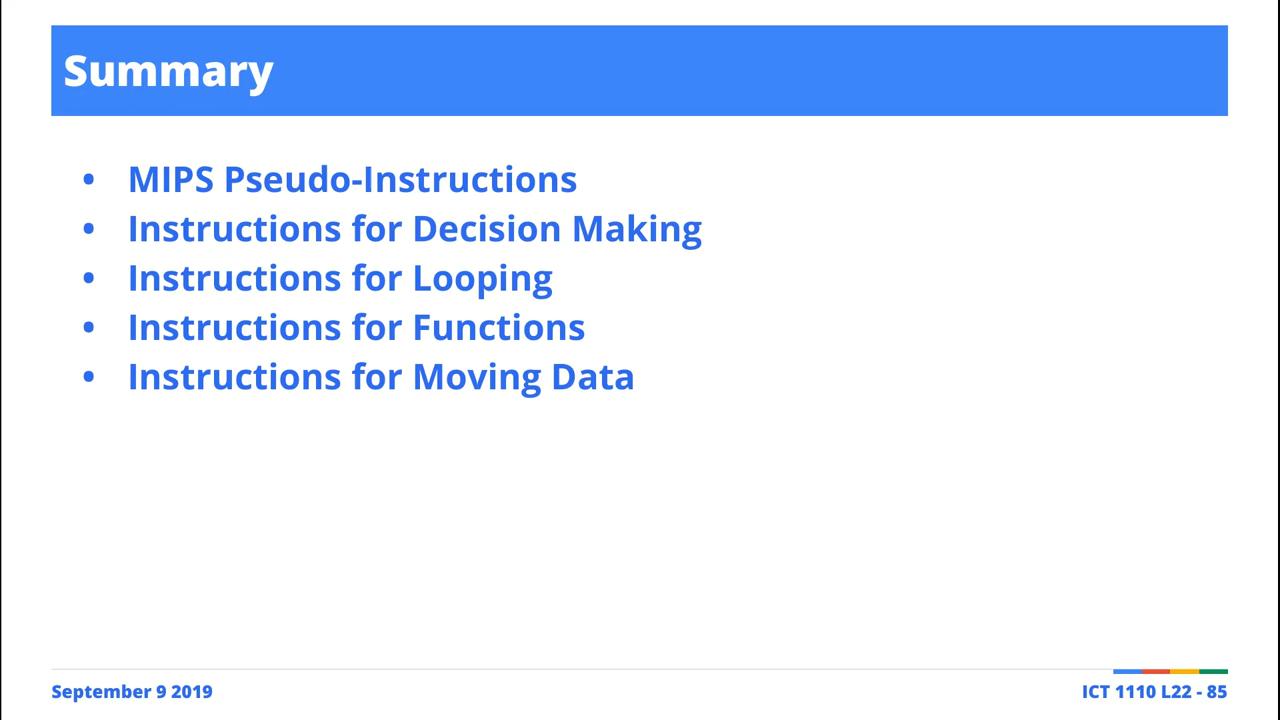 Summary
• MIPS Pseudo-Instructions
• Instructions for Decision Making
• Instructions for Looping
• Instructions for Functions
• Instructions for Moving Data
September 9 2019
ICT 1110 L22 - 85